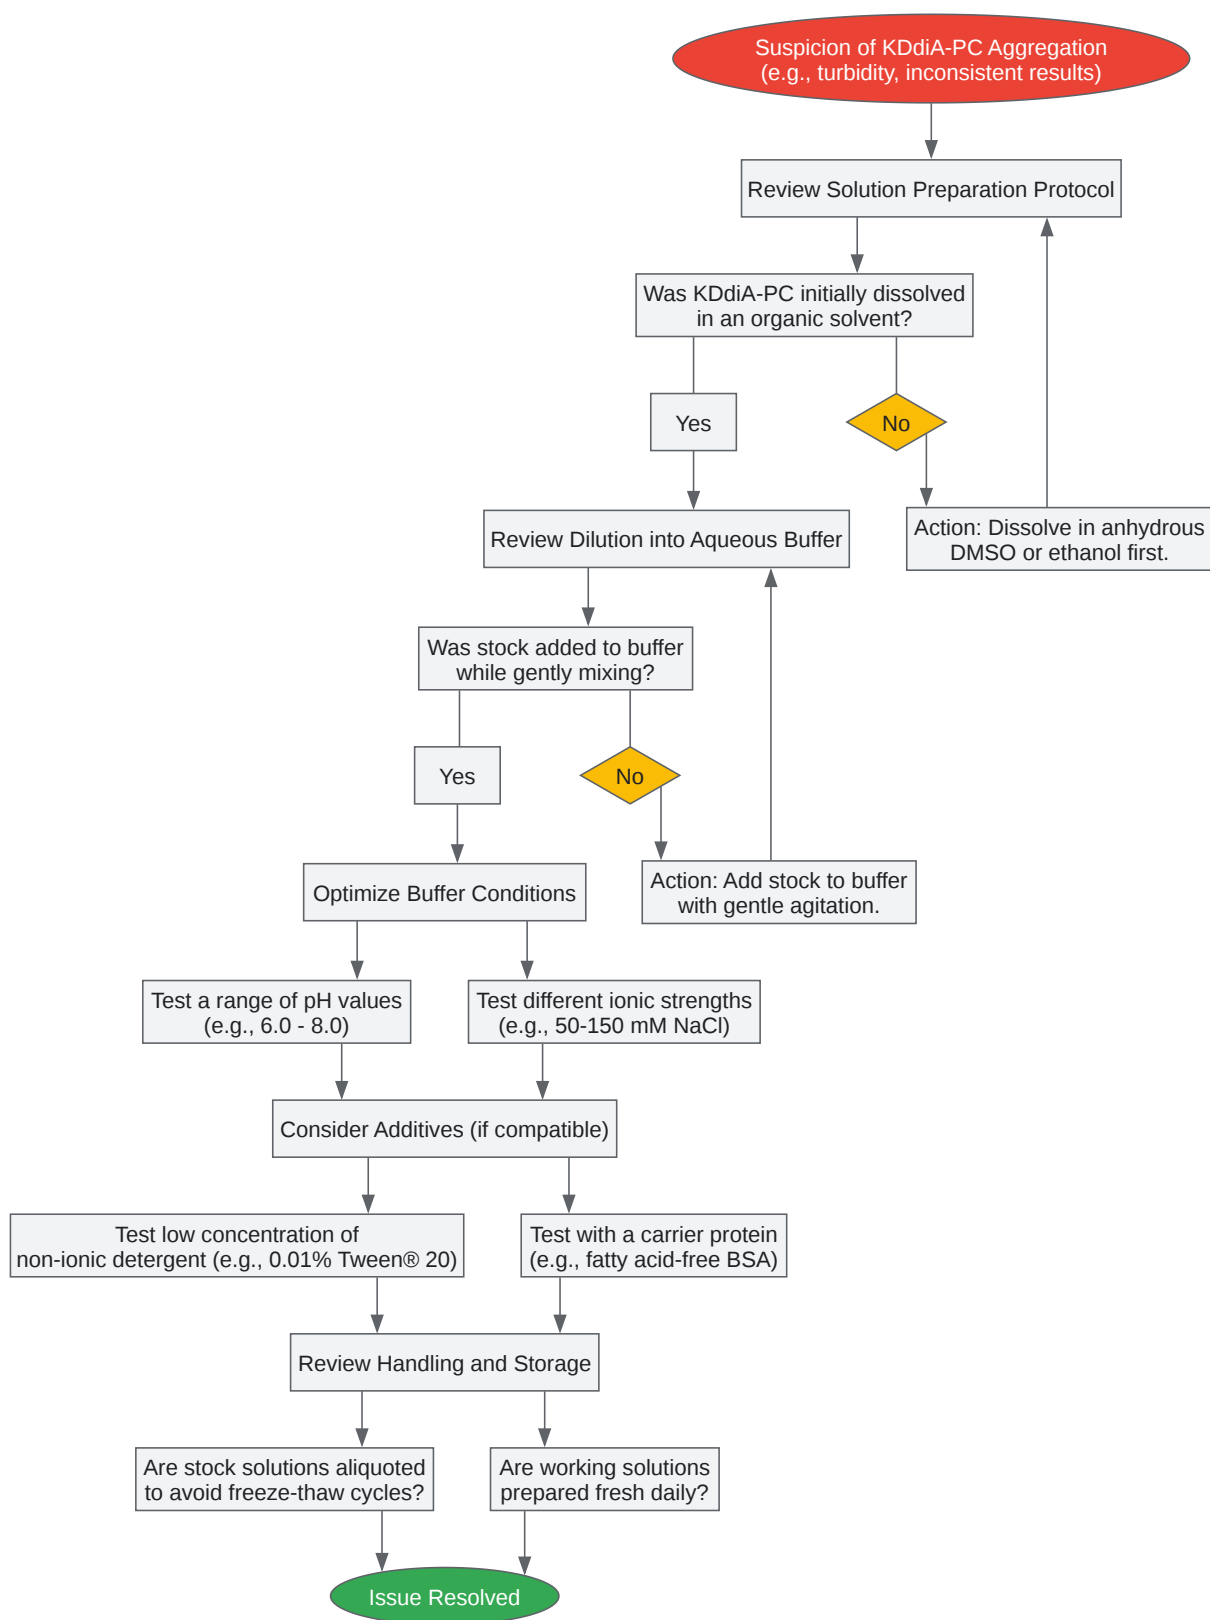 Suspicion of KDdiA-PC Aggregation
(e.g., turbidity, inconsistent results)
Review Solution Preparation Protocol
Was KDdiA-PC initially dissolved
in an organic solvent?
Yes
No
Action: Dissolve in anhydrous
DMSO or ethanol first.
Review Dilution into Aqueous Buffer
Was stock added to buffer
while gently mixing?
Yes
No
Action: Add stock to buffer
with gentle agitation.
Optimize Buffer Conditions
Test a range of pH values
(e.g., 6.0 - 8.0)
Test different ionic strengths
(e.g., 50-150 mM NaCl)
Consider Additives (if compatible)
Test low concentration of
non-ionic detergent (e.g., 0.01% Tween® 20)
Test with a carrier protein
(e.g., fatty acid-free BSA)
Review Handling and Storage
Are stock solutions aliquoted
to avoid freeze-thaw cycles?
Are working solutions
prepared fresh daily?
Issue Resolved